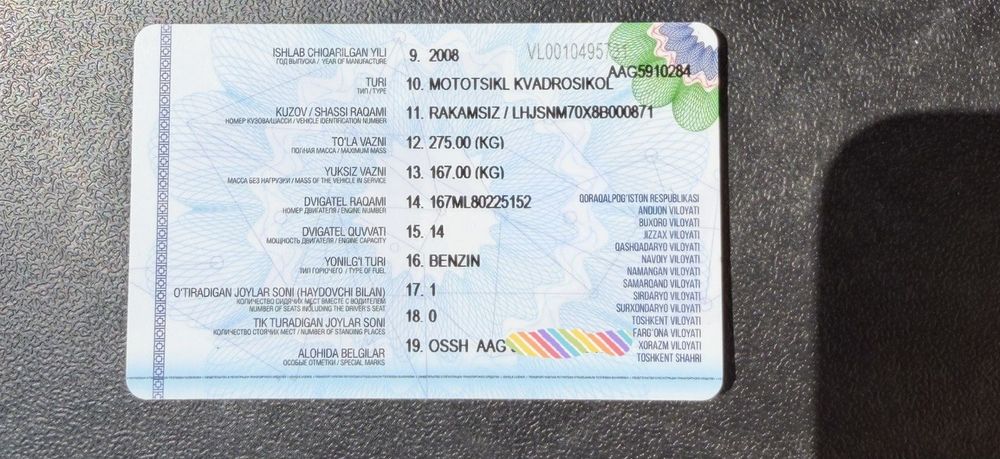 VL0010495731
AAG5910284
ISHLAB CHIQARILGAN YILI 9. 2008
ГОД ВЫПУСКА / YEAR OF MANUFACTURE
TURI 10. MOTOTSIKL KVADROSIKOL
ТИП / TYPE
KUZOV / SHASSI RAQAMI 11. RAKAMSIZ / LHJSNM70X8B000871
НОМЕР КУЗОВА/ШАССИ / VEHICLE IDENTIFICATION NUMBER
TO'LA VAZNI 12. 275.00 (KG)
ПОЛНАЯ МАССА / MAXIMUM MASS
YUKSIZ VAZNI 13. 167.00 (KG)
МАССА БЕЗ НАГРУЗКИ / MASS OF THE VEHICLE IN SERVICE
DVIGATEL RAQAMI 14. 167ML80225152
НОМЕР ДВИГАТЕЛЯ / ENGINE NUMBER
DVIGATEL QUVVATI 15. 14
МОЩНОСТЬ ДВИГАТЕЛЯ / ENGINE CAPACITY
YONILG'I TURI 16. BENZIN
ТИП ГОРЮЧЕГО / TYPE OF FUEL
O'TIRADIGAN JOYLAR SONI (HAYDOVCHI BILAN) 17. 1
КОЛИЧЕСТВО СИДЯЧИХ МЕСТ ВМЕСТЕ С ВОДИТЕЛЕМ
NUMBER OF SEATS INCLUDING THE DRIVER'S SEAT
TIK TURADIGAN JOYLAR SONI 18. 0
КОЛИЧЕСТВО СТОЯЧИХ МЕСТ / NUMBER OF STANDING PLACES
ALOHIDA BELGILAR 19. OSSH AAG
ОСОБЫЕ ОТМЕТКИ / SPECIAL MARKS
QORAQALPOG'ISTON RESPUBLIKASI
ANDIJON VILOYATI
BUXORO VILOYATI
JIZZAX VILOYATI
QASHQADARYO VILOYATI
NAVOIY VILOYATI
NAMANGAN VILOYATI
SAMARQAND VILOYATI
SIRDARYO VILOYATI
SURXONDARYO VILOYATI
TOSHKENT VILOYATI
FARG'ONA VILOYATI
XORAZM VILOYATI
TOSHKENT SHAHRI